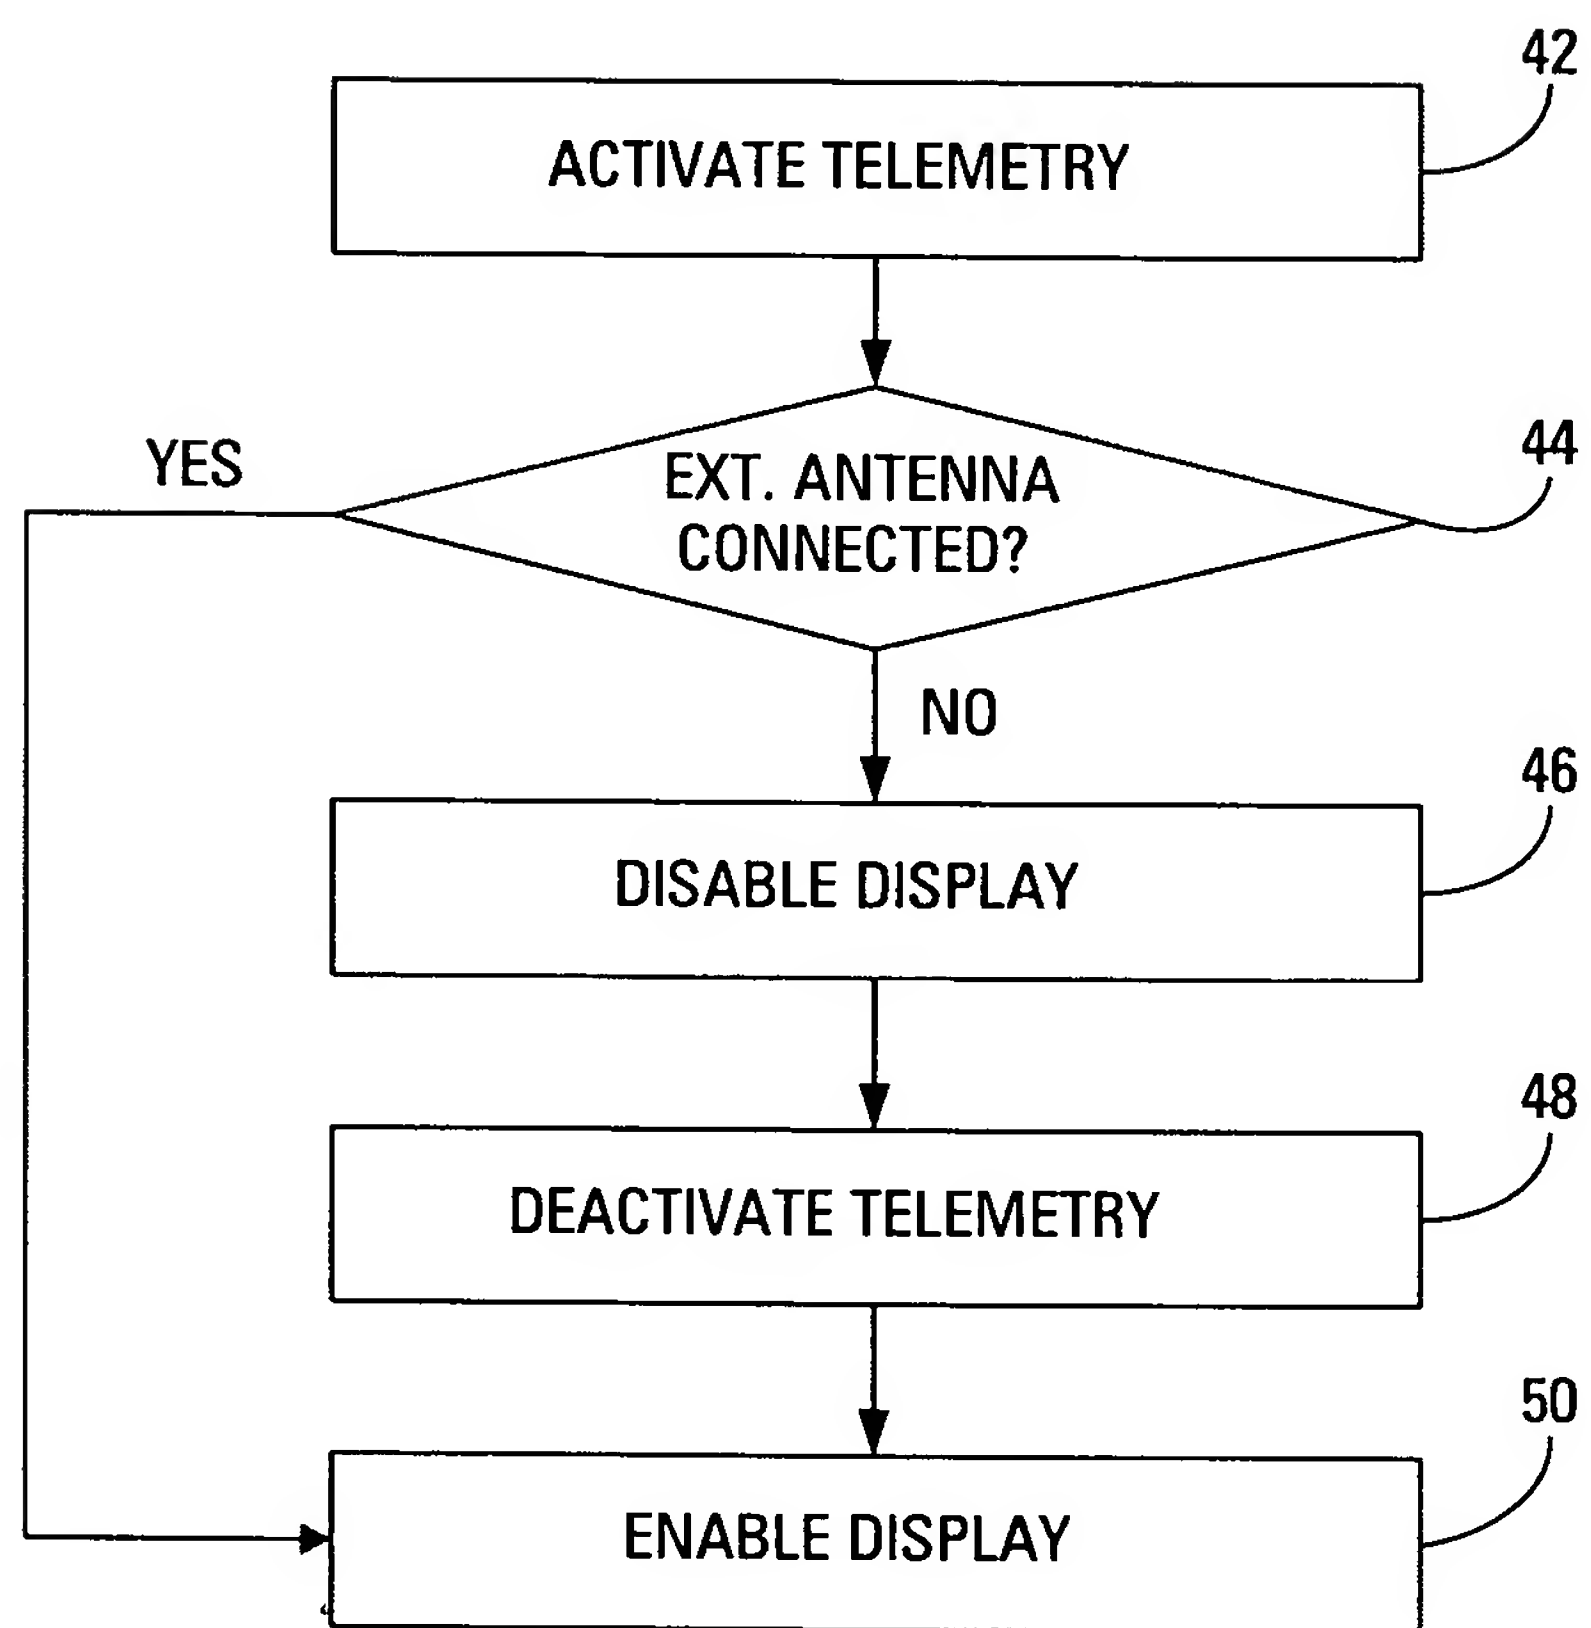 42
ACTIVATE TELEMETRY
YES
EXT. ANTENNA
CONNECTED?
44
NO
46
DISABLE DISPLAY
48
DEACTIVATE TELEMETRY
50
ENABLE DISPLAY